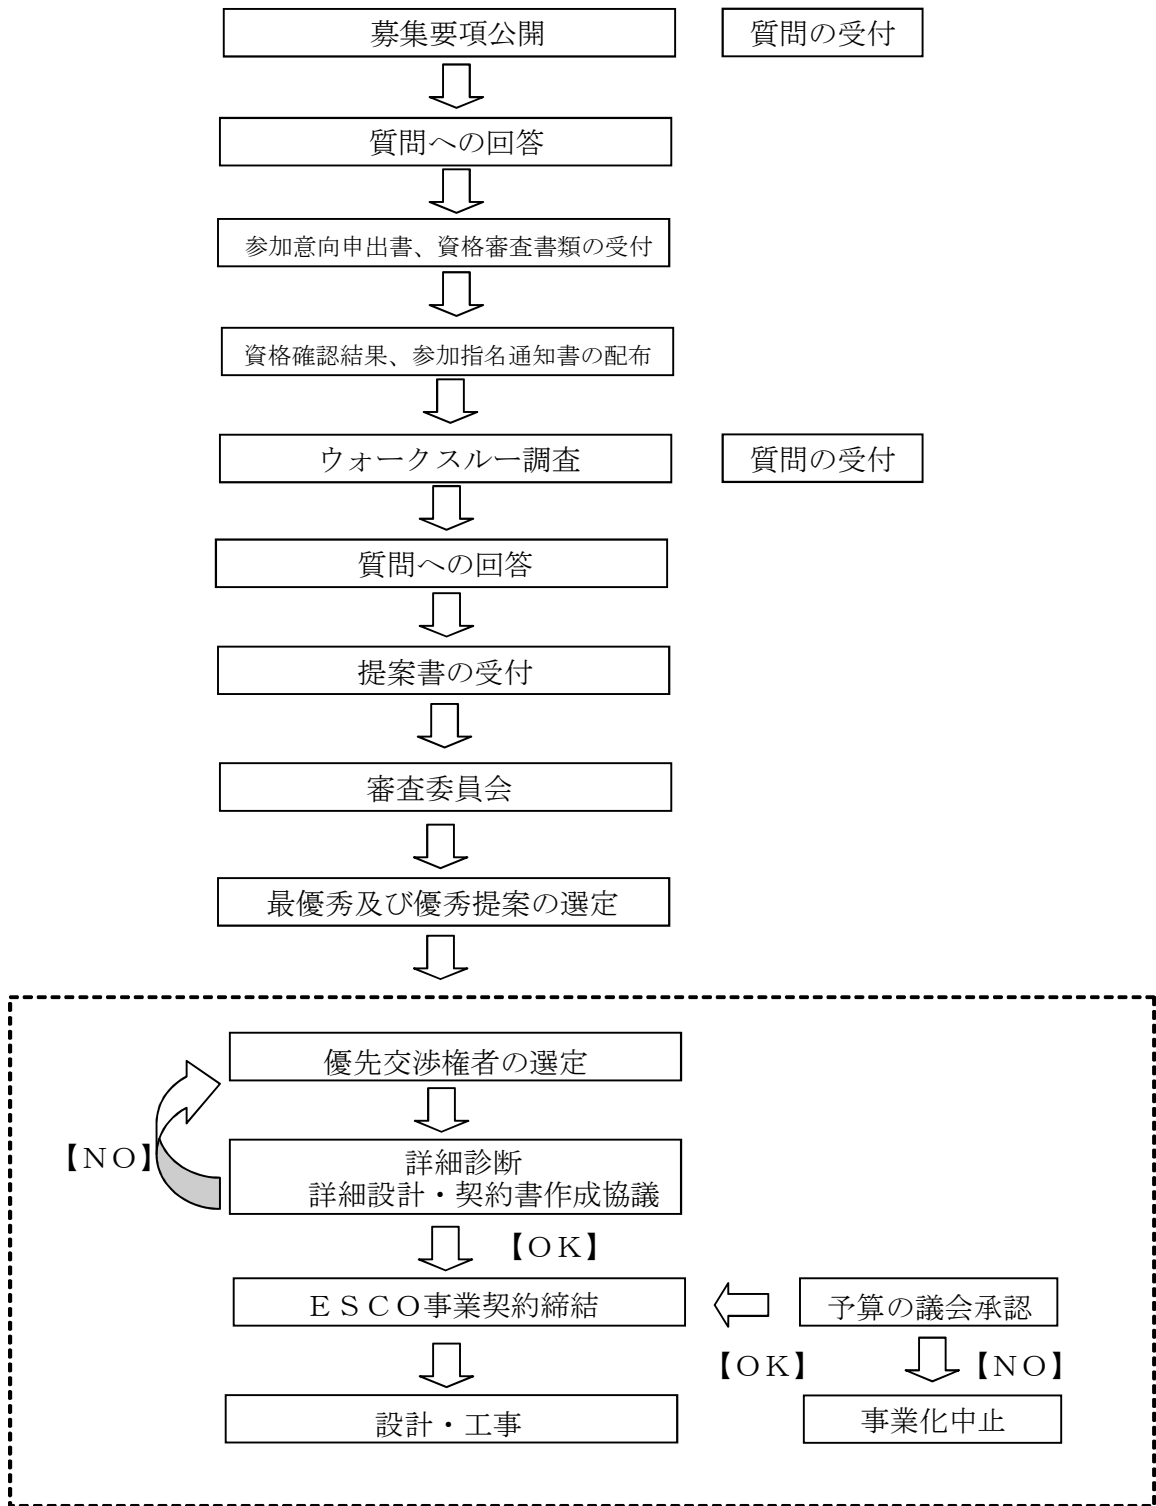 募集要項公開
質問の受付
質問への回答
参加意向申出書、資格審査書類の受付
資格確認結果、参加指名通知書の配布
ウォークスルー調査
質問の受付
質問への回答
提案書の受付
審査委員会
最優秀及び優秀提案の選定
優先交渉権者の選定
【ＮＯ】
詳細診断
詳細設計・契約書作成協議
【ＯＫ】
ＥＳＣＯ事業契約締結
予算の議会承認
【ＯＫ】
【ＮＯ】
設計・工事
事業化中止